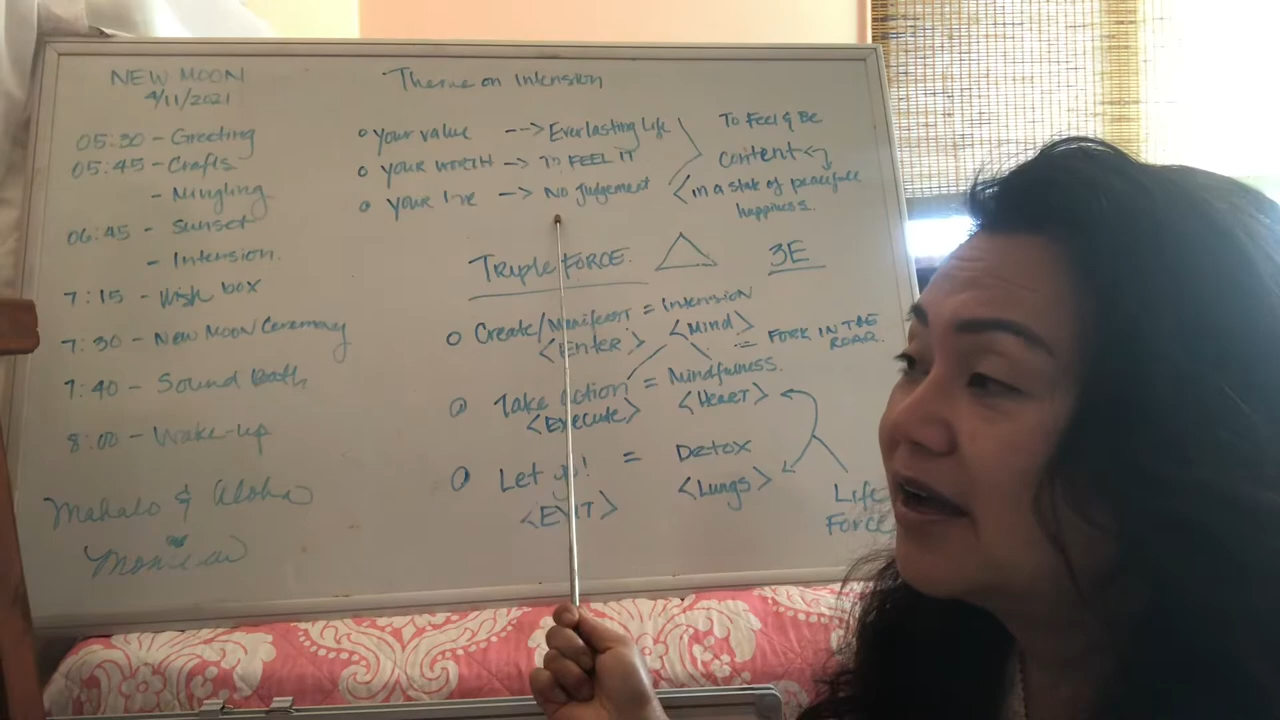 NEW MOON
4/11/2021
05:30 - Greeting
05:45 - Crafts
- Mingling
06:45 - Sunset
- Intension.
7:15 - Wish box
7:30 - New Moon Ceremony
7:40 - Sound Bath
8:00 - Wake-up
Mahalo & Aloha
Theme on Intension
your value --> Everlasting Life
YOUR WORTH --> TO FEEL IT
YOUR --> No Judgement
To Feel & Be
content
in a state of peacefull
happiness.
Triple FORCE.
3E
Create/Manifest = Intension
<Enter> <Mind>
= FORK IN THE
ROAR.
Take Action = Mindfulness.
<Execute> <Heart>
Let go! = Detox
<EXIT> <Lungs>
Life
Force